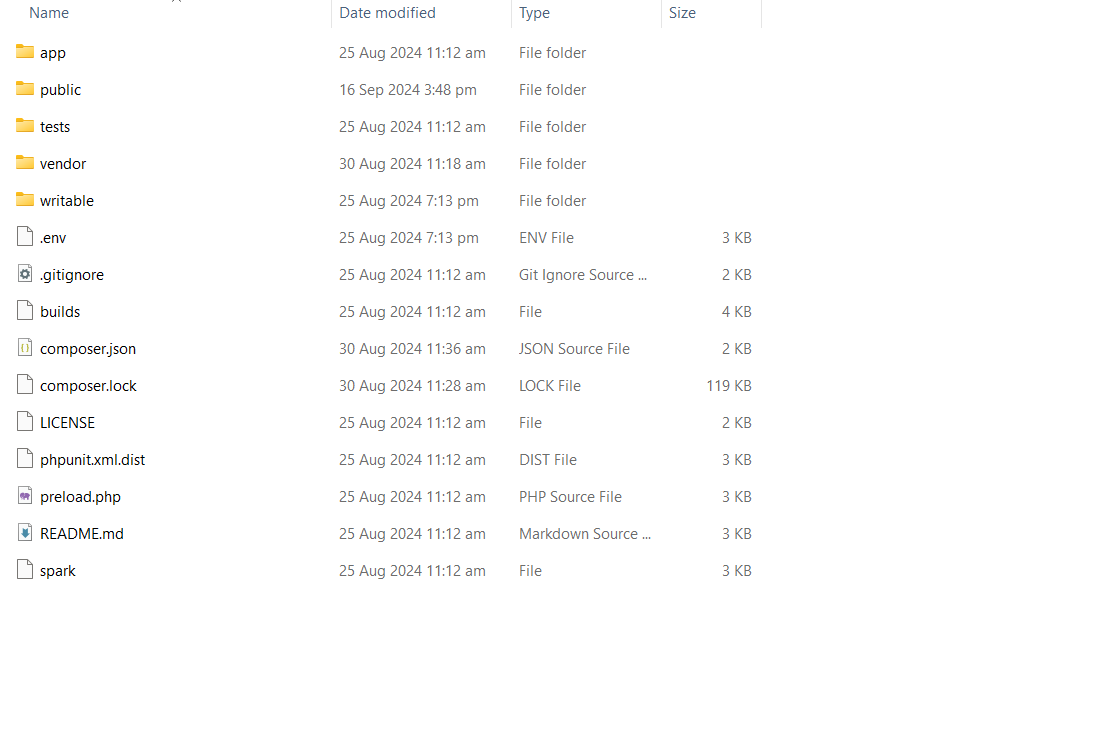 Name Date modified Type Size
app 25 Aug 2024 11:12 am File folder
public 16 Sep 2024 3:48 pm File folder
tests 25 Aug 2024 11:12 am File folder
vendor 30 Aug 2024 11:18 am File folder
writable 25 Aug 2024 7:13 pm File folder
.env 25 Aug 2024 7:13 pm ENV File 3 KB
.gitignore 25 Aug 2024 11:12 am Git Ignore Source ... 2 KB
builds 25 Aug 2024 11:12 am File 4 KB
composer.json 30 Aug 2024 11:36 am JSON Source File 2 KB
composer.lock 30 Aug 2024 11:28 am LOCK File 119 KB
LICENSE 25 Aug 2024 11:12 am File 2 KB
phpunit.xml.dist 25 Aug 2024 11:12 am DIST File 3 KB
preload.php 25 Aug 2024 11:12 am PHP Source File 3 KB
README.md 25 Aug 2024 11:12 am Markdown Source ... 3 KB
spark 25 Aug 2024 11:12 am File 3 KB